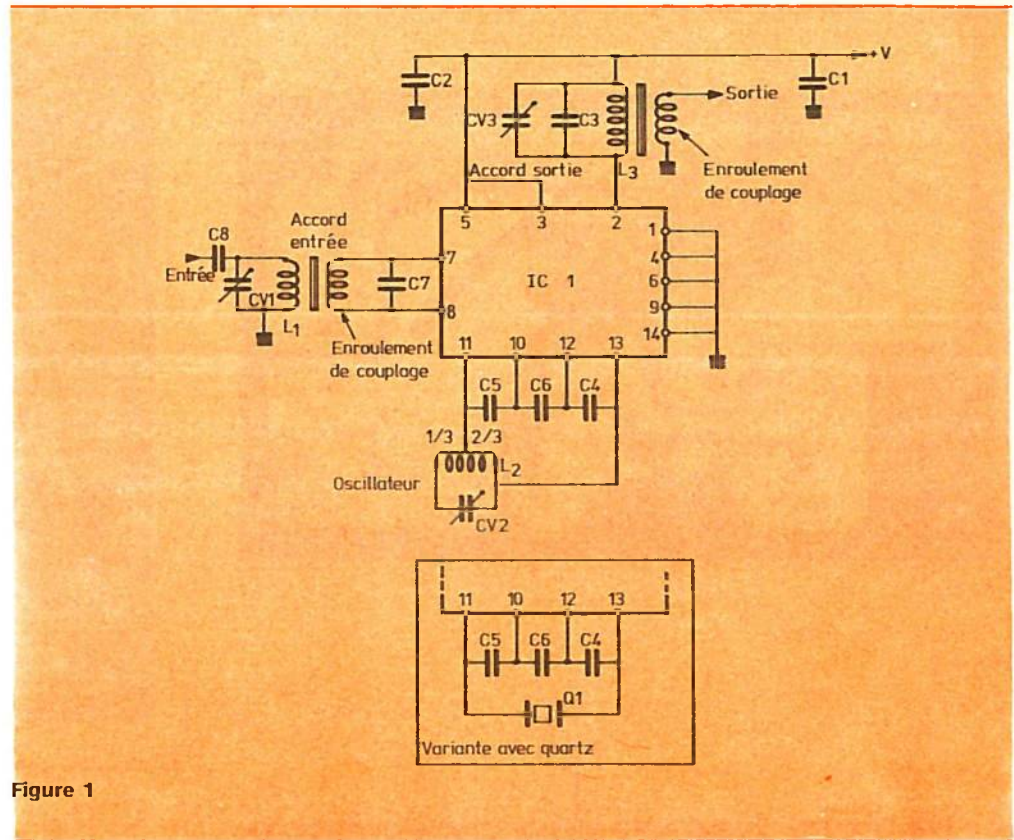 +V
C2
C1
Sortie
CV3
C3
Enroulement
de couplage
Accord sortie
L3
5
3
2
Accord
entrée
C8
Entrée
CV1
L1
C7
7
8
IC 1
1
4
6
9
14
Enroulement
de couplage
11
10
12
13
C5
C6
C4
1/3
2/3
L2
Oscillateur
CV2
11
10
12
13
C5
C6
C4
Q1
Variante avec quartz
Figure 1